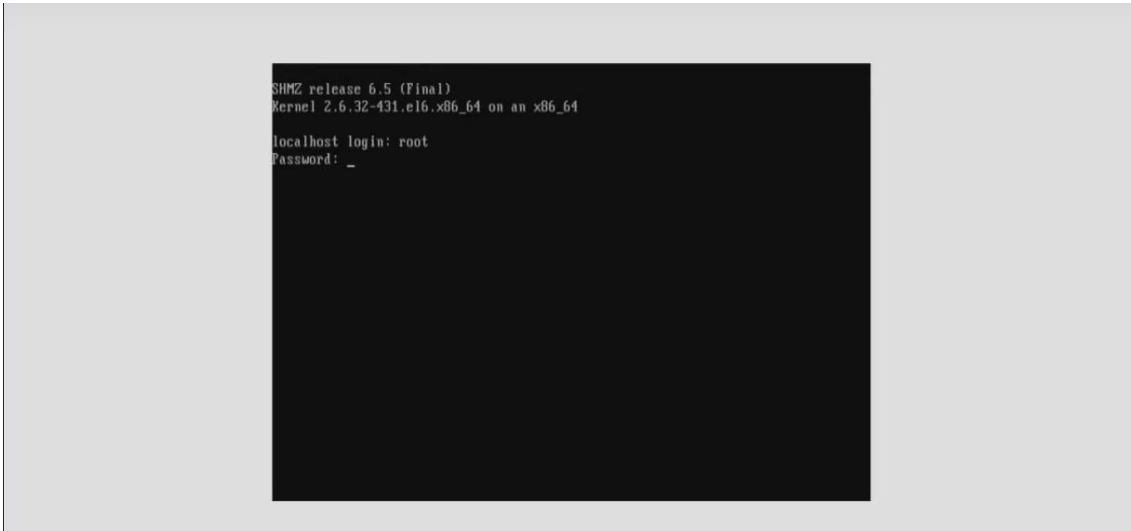 SHMZ release 6.5 (Final)
Kernel 2.6.32-431.el6.x86_64 on an x86_64
localhost login: root
Password: _